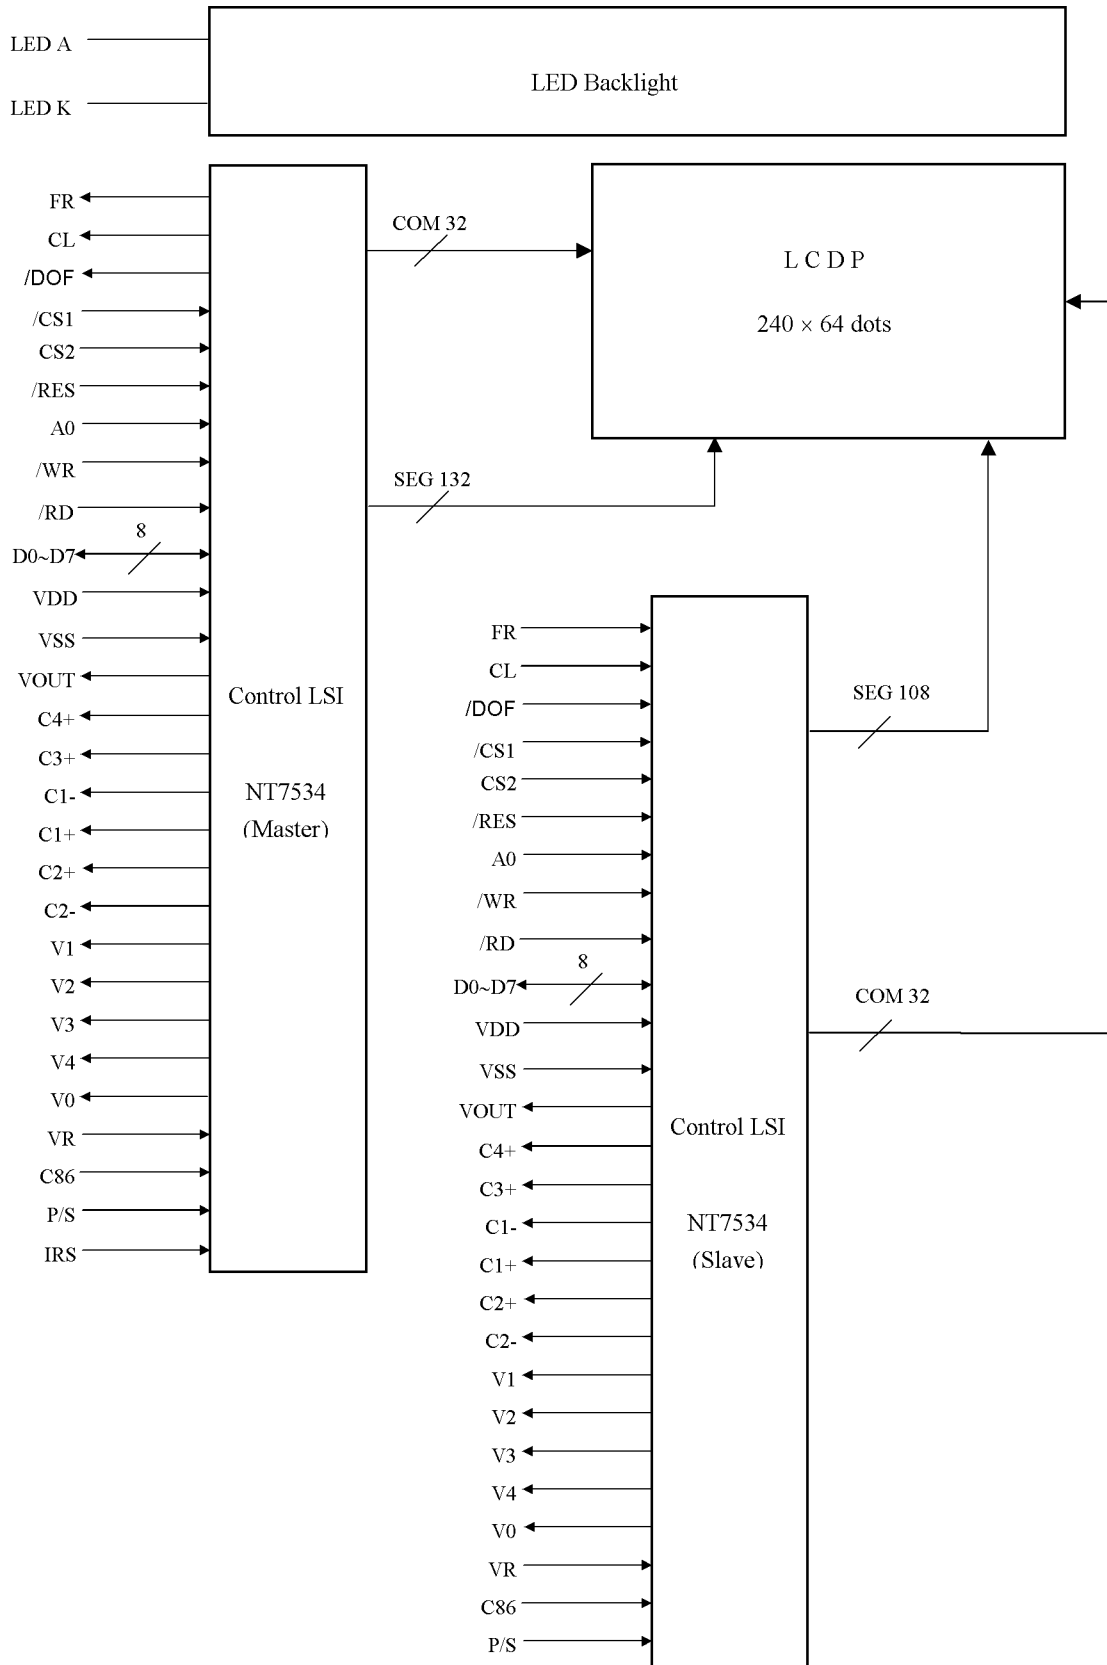 LED A
LED K
LED Backlight
FR
CL
/DOF
/CS1
CS2
/RES
A0
/WR
/RD
8
D0~D7
VDD
VSS
VOUT
C4+
C3+
C1-
C1+
C2+
C2-
V1
V2
V3
V4
V0
VR
C86
P/S
IRS
Control LSI
NT7534
(Master)
COM 32
SEG 132
L C D P
240 × 64 dots
FR
CL
/DOF
/CS1
CS2
/RES
A0
/WR
/RD
8
D0~D7
VDD
VSS
VOUT
C4+
C3+
C1-
C1+
C2+
C2-
V1
V2
V3
V4
V0
VR
C86
P/S
Control LSI
NT7534
(Slave)
SEG 108
COM 32